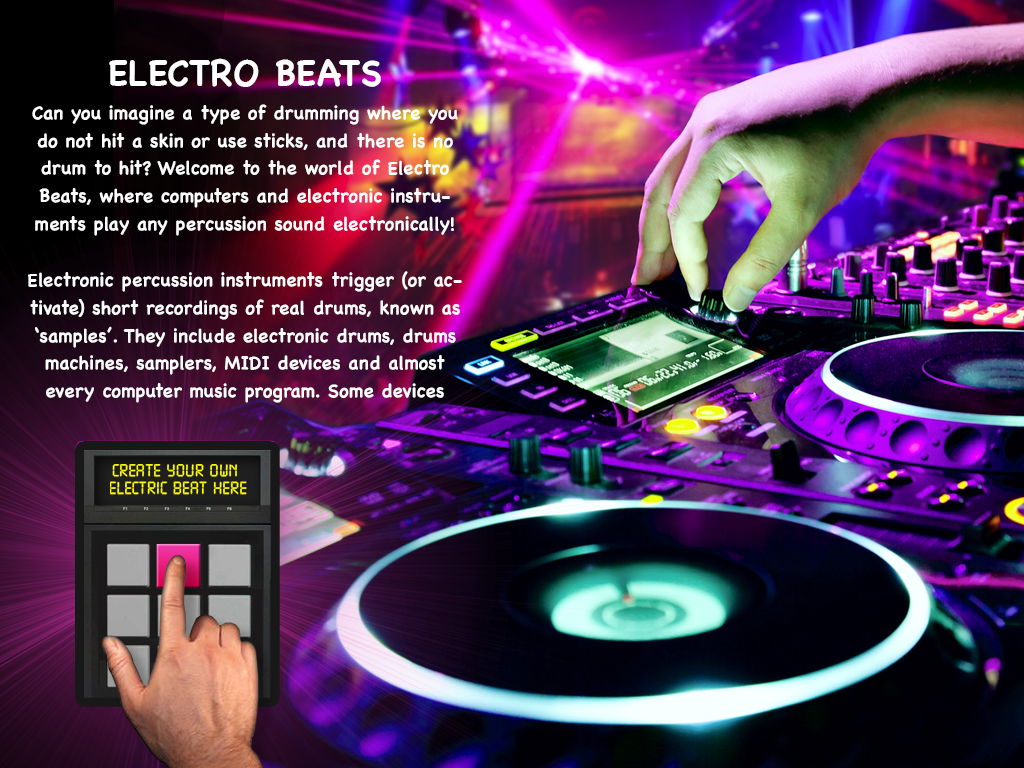 ELECTRO BEATS
Can you imagine a type of drumming where you
do not hit a skin or use sticks, and there is no
drum to hit? Welcome to the world of Electro
Beats, where computers and electronic instru-
ments play any percussion sound electronically!
Electronic percussion instruments trigger (or ac-
tivate) short recordings of real drums, known as
‘samples’. They include electronic drums, drums
machines, samplers, MIDI devices and almost
every computer music program. Some devices
CREATE YOUR OWN
ELECTRIC BEAT HERE